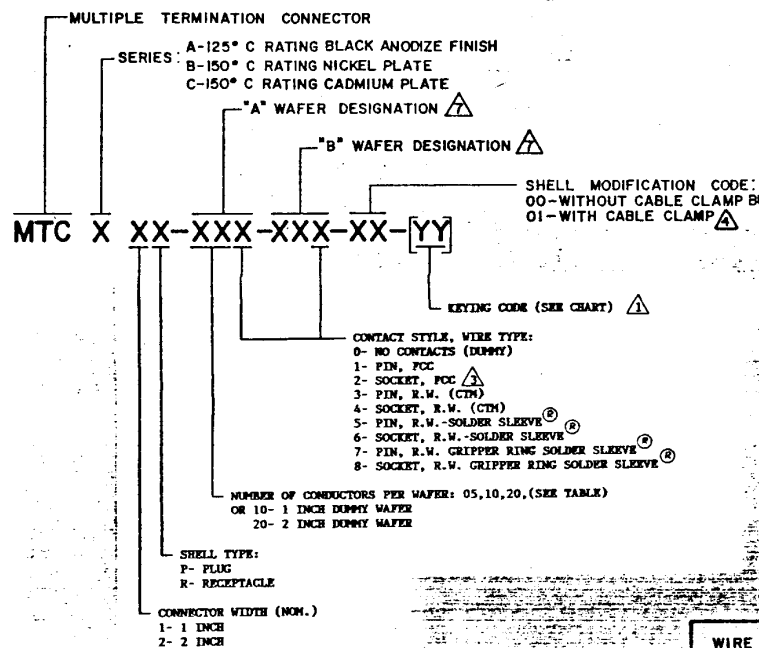 MULTIPLE TERMINATION CONNECTOR
SERIES: A-125° C RATING BLACK ANODIZE FINISH
B-150° C RATING NICKEL PLATE
C-150° C RATING CADMIUM PLATE
"A" WAFER DESIGNATION 7
"B" WAFER DESIGNATION 7
SHELL MODIFICATION CODE:
00-WITHOUT CABLE CLAMP
01-WITH CABLE CLAMP 4
MTC X XX-XXX-XXX-XX-[YY]
KEYING CODE (SEE CHART) 1
CONTACT STYLE, WIRE TYPE:
0- NO CONTACTS (DUMMY)
1- PIN, FCC
2- SOCKET, FCC 3
3- PIN, R.W. (CTM)
4- SOCKET, R.W. (CTM)
5- PIN, R.W.-SOLDER SLEEVE ®
6- SOCKET, R.W.-SOLDER SLEEVE ®
7- PIN, R.W. GRIPPER RING SOLDER SLEEVE ®
8- SOCKET, R.W. GRIPPER RING SOLDER SLEEVE ®
NUMBER OF CONDUCTORS PER WAFER: 05,10,20,(SEE TABLE)
OR 10- 1 INCH DUMMY WAFER
20- 2 INCH DUMMY WAFER
SHELL TYPE:
P- PLUG
R- RECEPTACLE
CONNECTOR WIDTH (NOM.)
1- 1 INCH
2- 2 INCH
WIRE